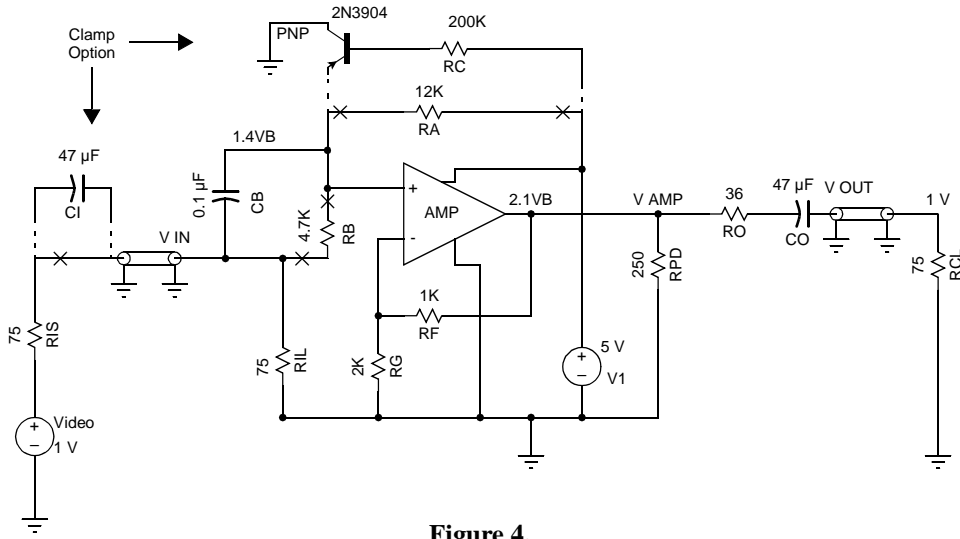 2N3904
Clamp
Option
PNP
200K
RC
12K
RA
1.4VB
47 µF
CI
0.1 µF
CB
4.7K
RB
+
AMP
-
2.1VB
V AMP
36
RO
47 µF
CO
V OUT
1 V
V IN
250
RPD
75
RCL
1K
RF
75
RIS
75
RIL
2K
RG
+
−
5 V
V1
+
−
Video
1 V
Figure 4